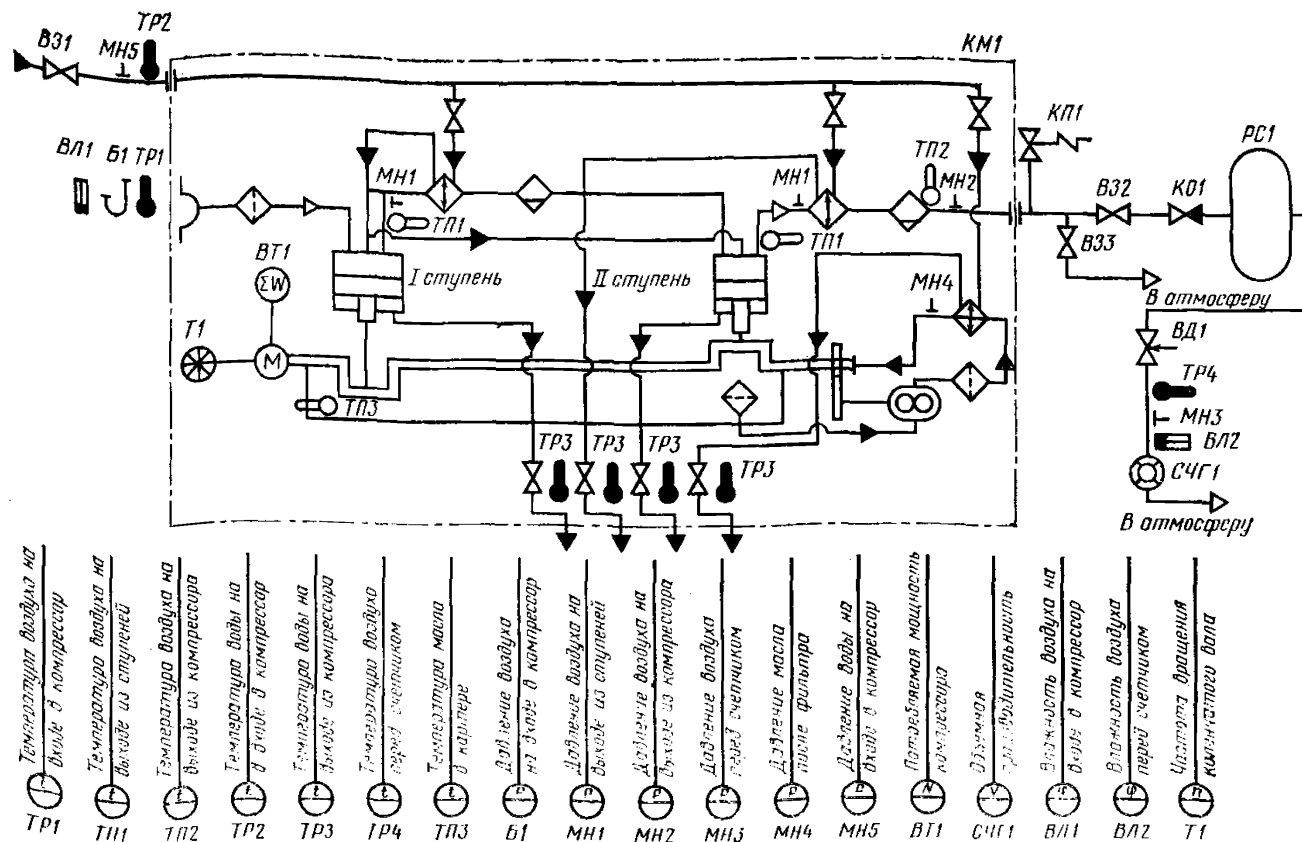 ВЗ1
МН5
ТР2
КМ1
КП1
РС1
ВЛ1
Б1
ТР1
МН1
ТП1
МН1
ТП2
МН2
ТП1
ВЗ2
КО1
ВЗ3
В атмосферу
ВТ1
ΣW
I ступень
II ступень
МН4
Т1
М
ТП3
ВД1
ТР4
МН3
ВЛ2
СЧГ1
В атмосферу
ТР3
ТР3
ТР3
ТР3
Температура воздуха на
входе в компрессор
Температура воздуха на
выходе из ступеней
Температура воздуха на
выходе из компрессора
Температура воды на
входе в компрессор
Температура воды на
выходе из компрессора
Температура воздуха
перед счетчиком
Температура масла
в картере
Давление воздуха
на входе в компрессор
Давление воздуха на
выходе из ступеней
Давление воздуха на
выходе из компрессора
Давление воздуха
перед счетчиком
Давление масла
после фильтра
Давление воды на
входе в компрессор
Потребляемая мощность
компрессора
Объемная
производительность
Влажность воздуха на
входе в компрессор
Влажность воздуха
перед счетчиком
Частота вращения
коленчатого вала
t
t
t
t
t
t
t
р
р
р
р
р
р
N
V
φ
φ
n
ТР1
ТП1
ТП2
ТР2
ТР3
ТР4
ТП3
Б1
МН1
МН2
МН3
МН4
МН5
ВТ1
СЧГ1
ВЛ1
ВЛ2
Т1